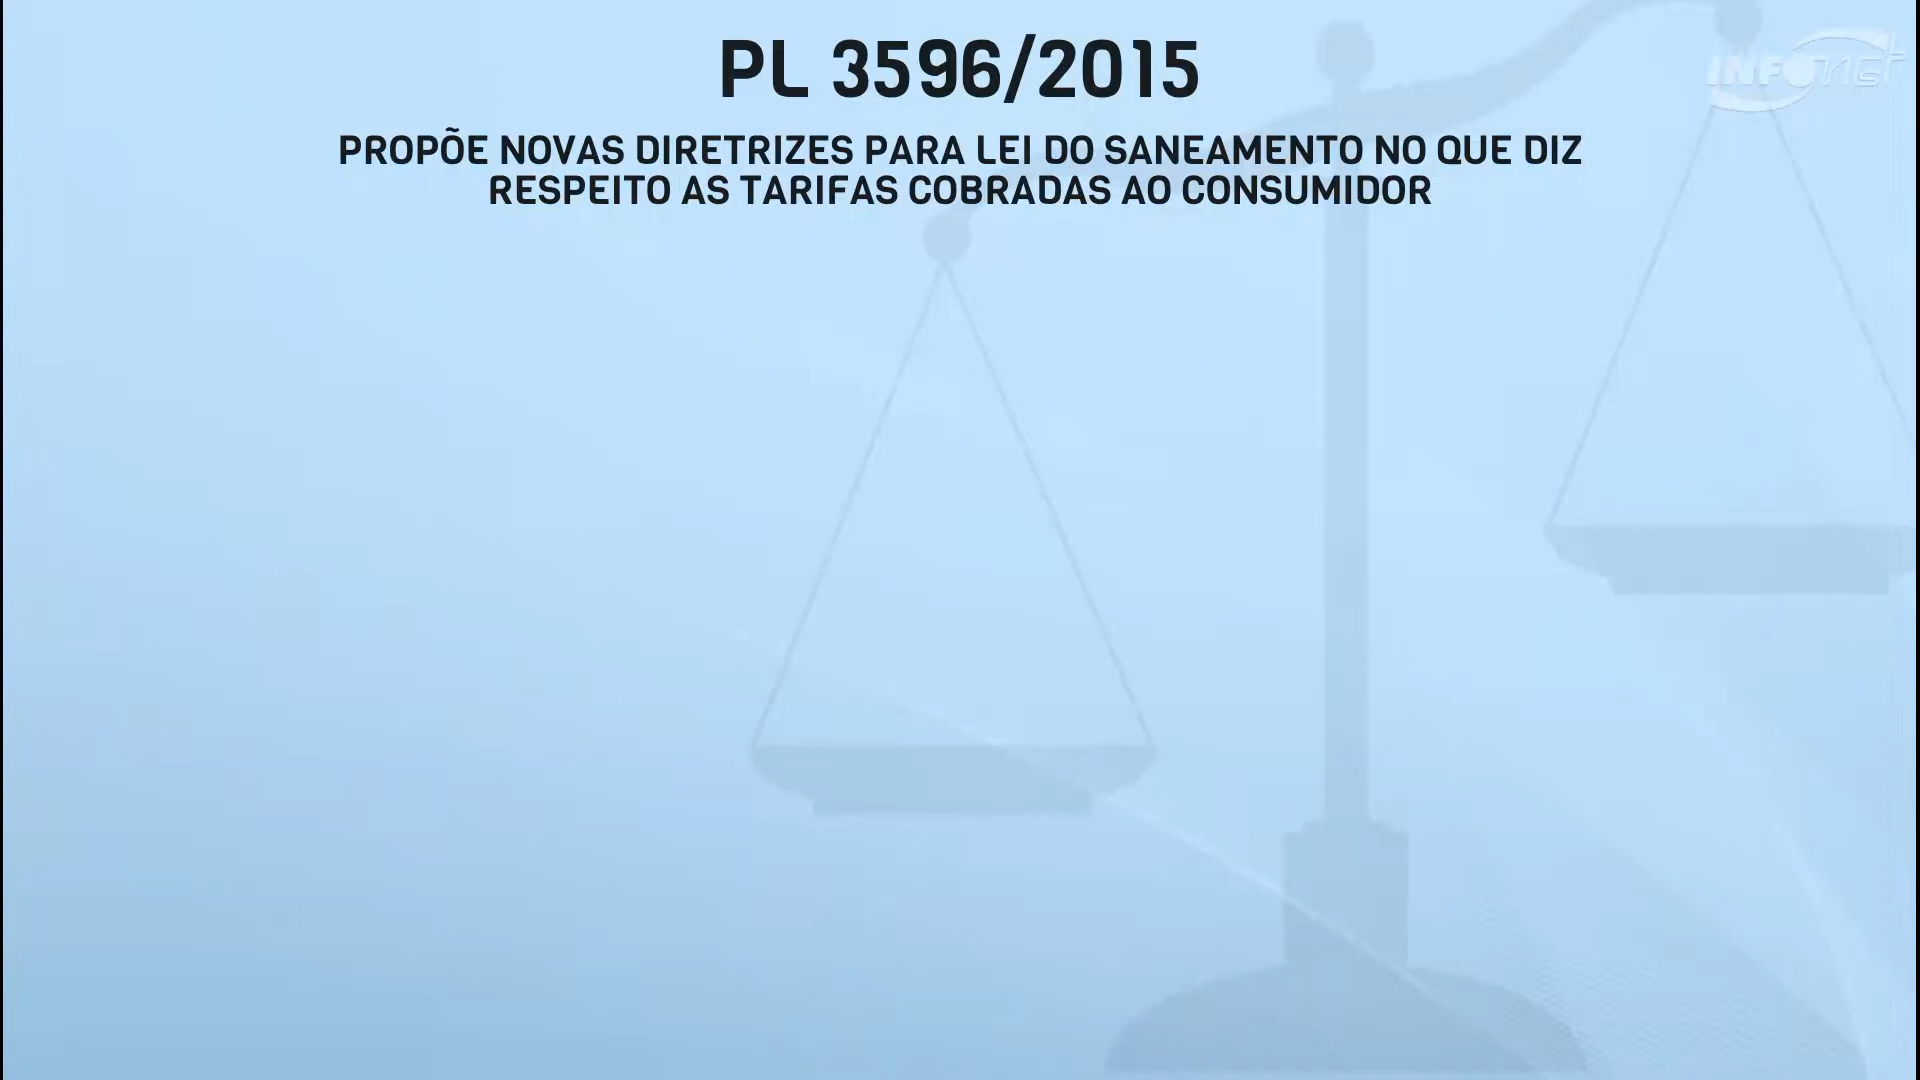 PL 3596/2015
INFONET
PROPÕE NOVAS DIRETRIZES PARA LEI DO SANEAMENTO NO QUE DIZ
RESPEITO AS TARIFAS COBRADAS AO CONSUMIDOR